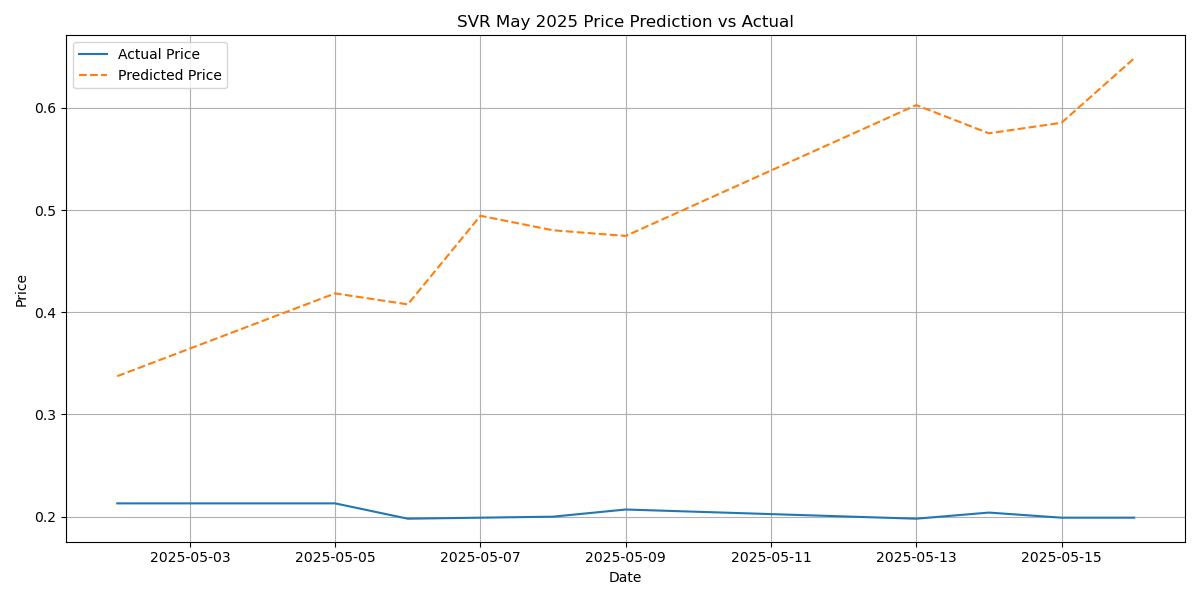 SVR May 2025 Price Prediction vs Actual
Actual Price
Predicted Price
0.6
0.5
0.4
0.3
0.2
Price
2025-05-03 2025-05-05 2025-05-07 2025-05-09 2025-05-11 2025-05-13 2025-05-15
Date